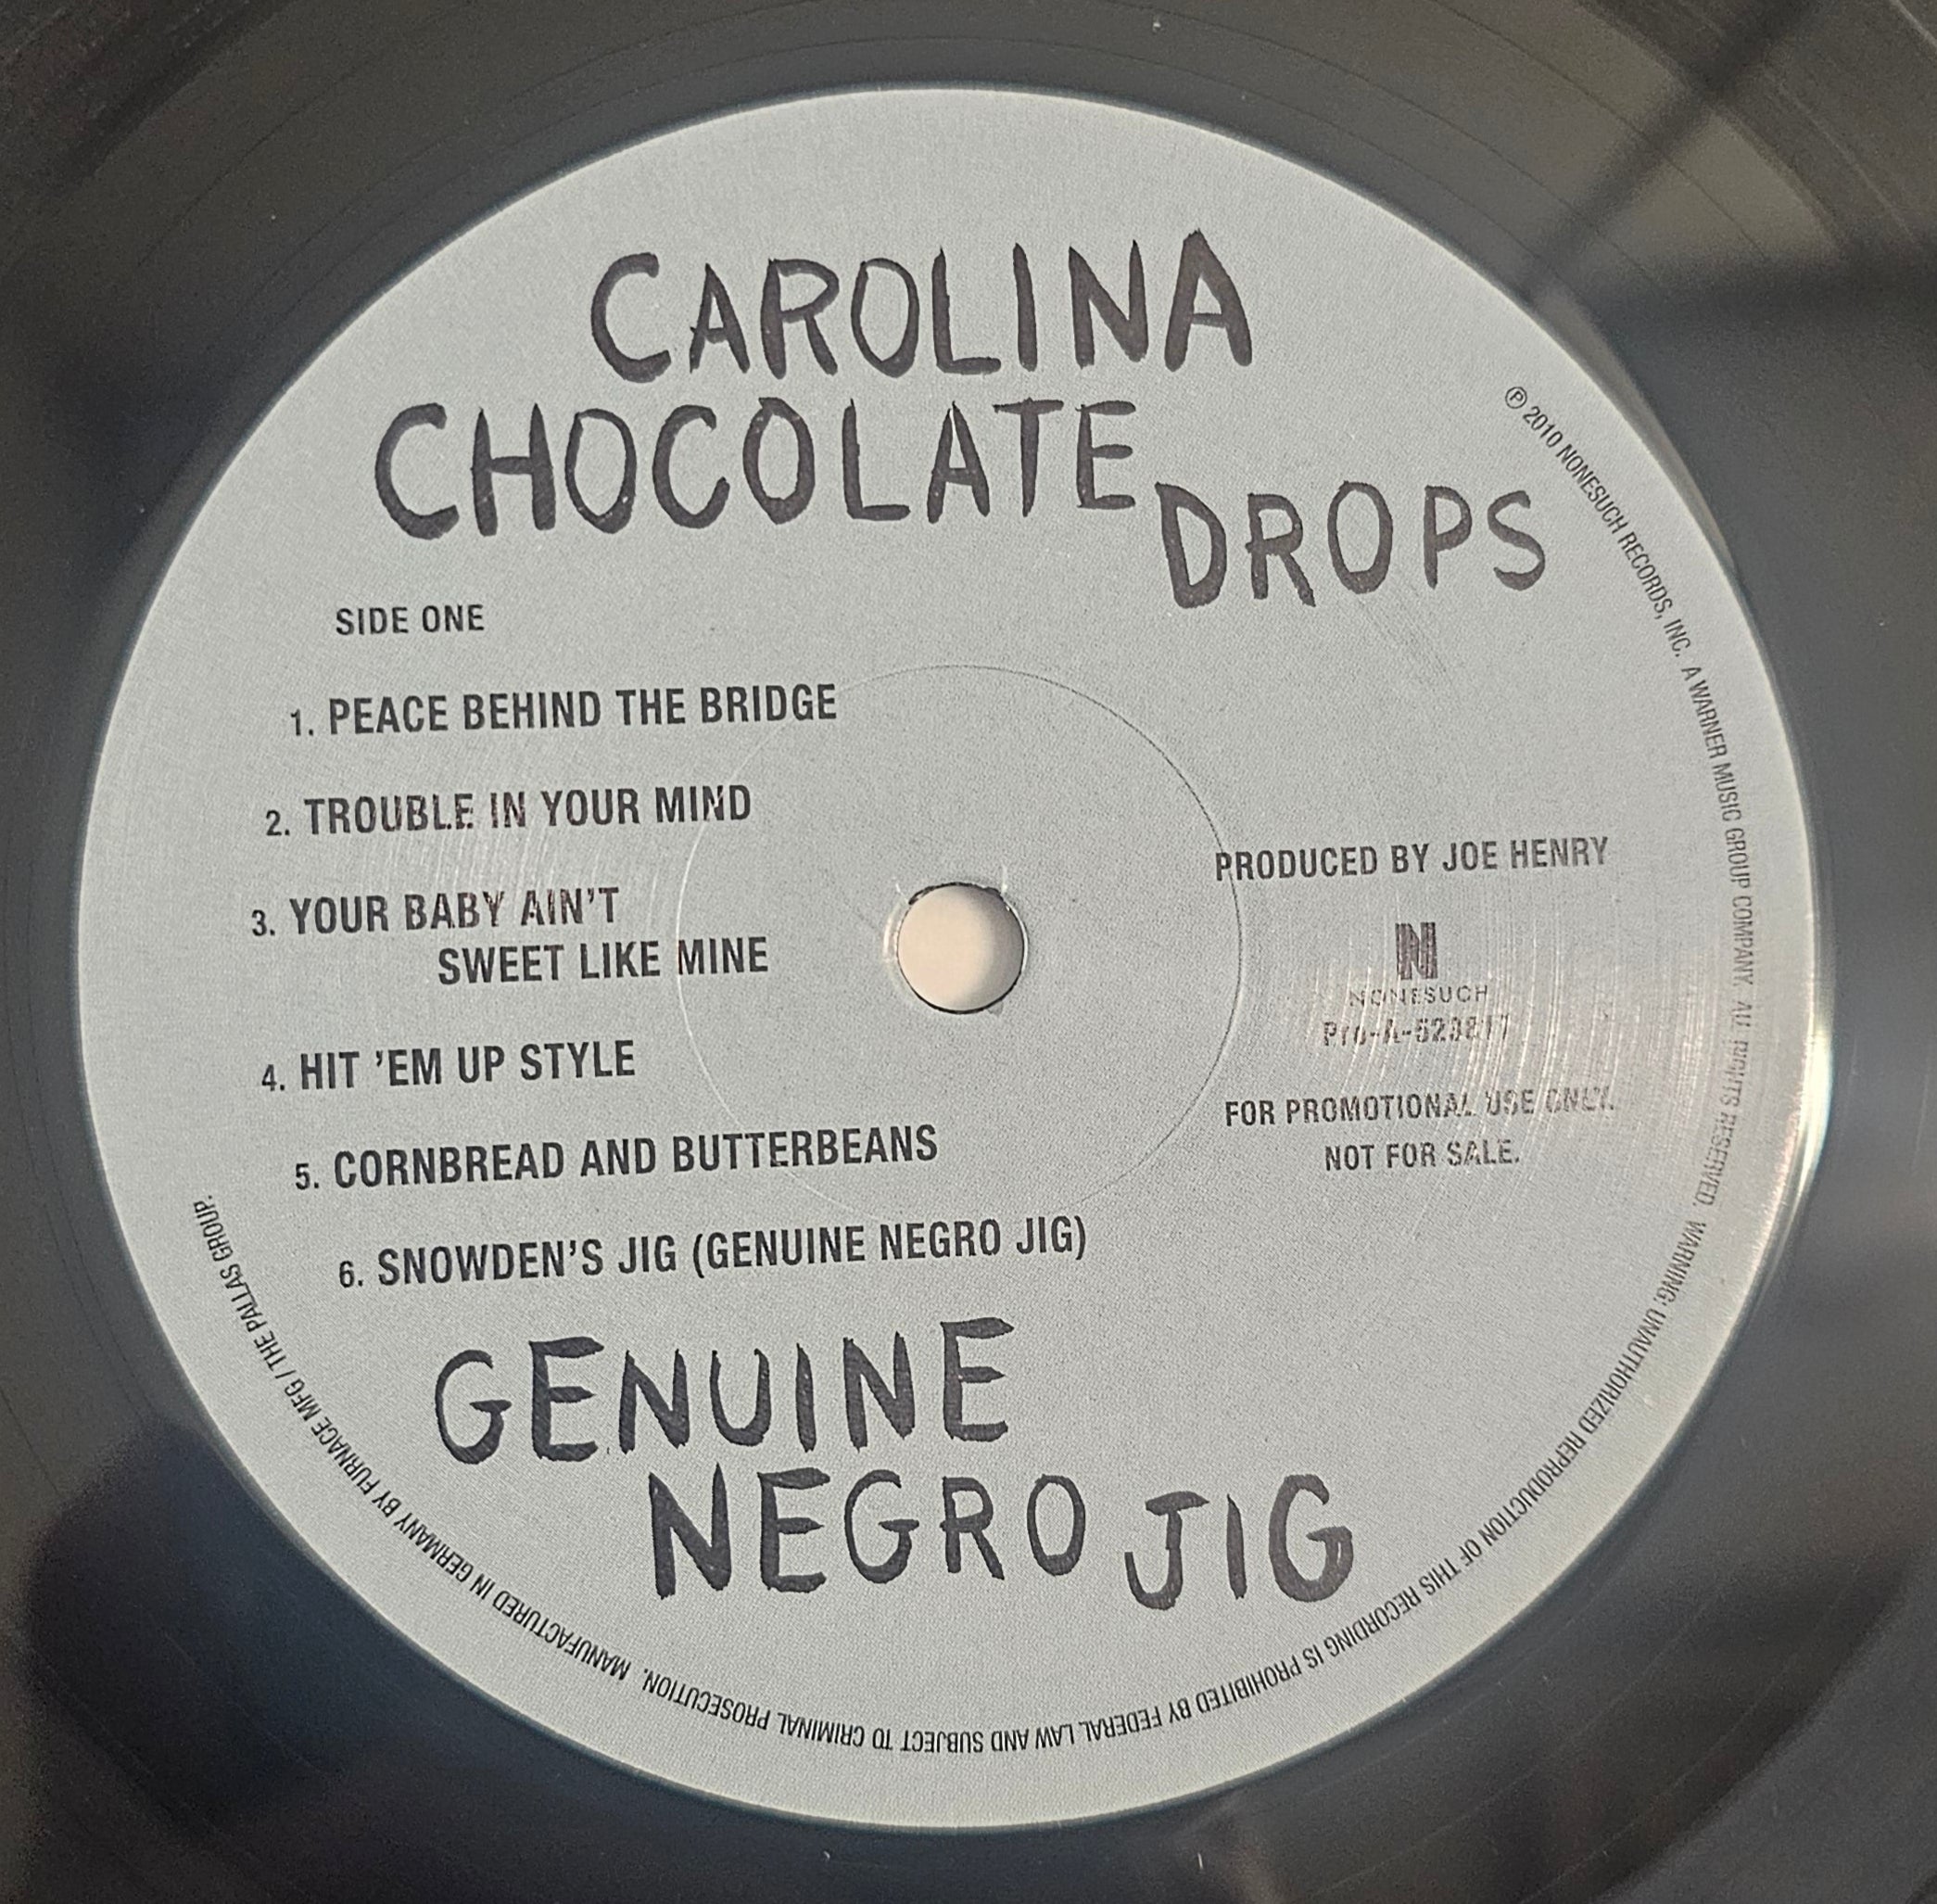 CAROLINA
CHOCOLATE DROPS
SIDE ONE
1. PEACE BEHIND THE BRIDGE
2. TROUBLE IN YOUR MIND
3. YOUR BABY AIN'T
SWEET LIKE MINE
4. HIT 'EM UP STYLE
5. CORNBREAD AND BUTTERBEANS
6. SNOWDEN'S JIG (GENUINE NEGRO JIG)
PRODUCED BY JOE HENRY
N
NONESUCH
Pro-A-523817
FOR PROMOTIONAL USE ONLY.
NOT FOR SALE.
GENUINE
NEGRO JIG
℗ 2010 NONESUCH RECORDS, INC. A WARNER MUSIC GROUP COMPANY. ALL RIGHTS RESERVED. WARNING: UNAUTHORIZED REPRODUCTION OF THIS RECORDING IS PROHIBITED BY FEDERAL LAW AND SUBJECT TO CRIMINAL PROSECUTION. MANUFACTURED IN GERMANY BY FURNACE MFG / THE PALLAS GROUP.